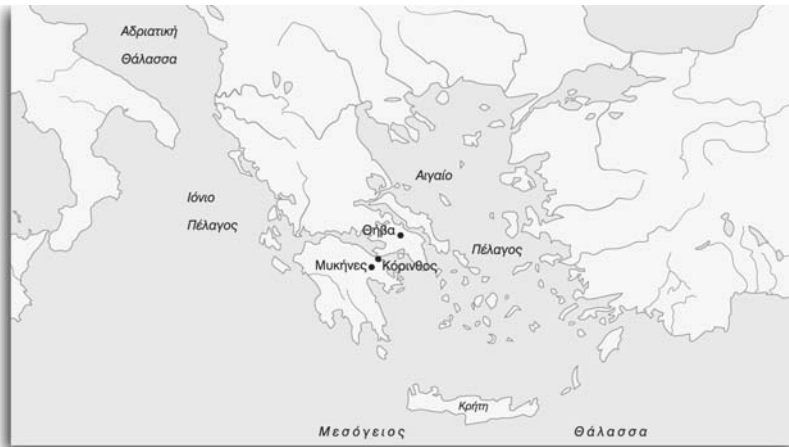 Αδριατική
Θάλασσα
Ιόνιο
Πέλαγος
Αιγαίο
Πέλαγος
Θήβα
Μυκήνες
Κόρινθος
Κρήτη
Μεσόγειος Θάλασσα